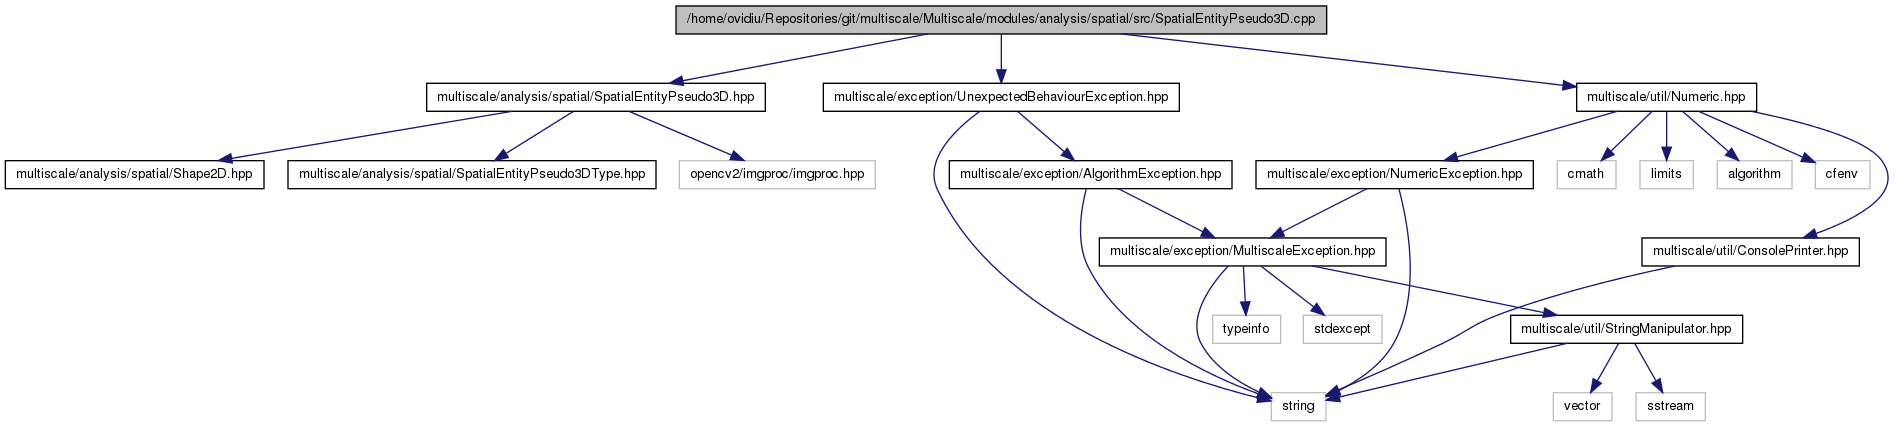 /home/ovidiu/Repositories/git/multiscale/Multiscale/modules/analysis/spatial/src/SpatialEntityPseudo3D.cpp
multiscale/analysis/spatial/SpatialEntityPseudo3D.hpp
multiscale/exception/UnexpectedBehaviourException.hpp
multiscale/util/Numeric.hpp
multiscale/analysis/spatial/Shape2D.hpp
multiscale/analysis/spatial/SpatialEntityPseudo3DType.hpp
opencv2/imgproc/imgproc.hpp
multiscale/exception/AlgorithmException.hpp
multiscale/exception/NumericException.hpp
cmath
limits
algorithm
cfenv
multiscale/exception/MultiscaleException.hpp
multiscale/util/ConsolePrinter.hpp
typeinfo
stdexcept
multiscale/util/StringManipulator.hpp
string
vector
sstream